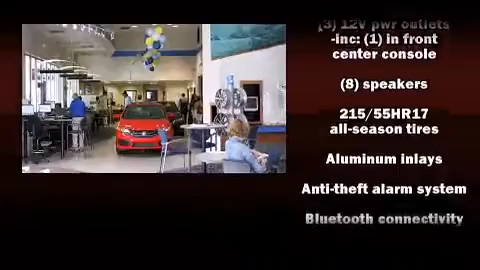 (3) 12V pwr outlets
-inc: (1) in front
center console
(8) speakers
215/55HR17
all-season tires
Aluminum inlays
Anti-theft alarm system
Bluetooth connectivity